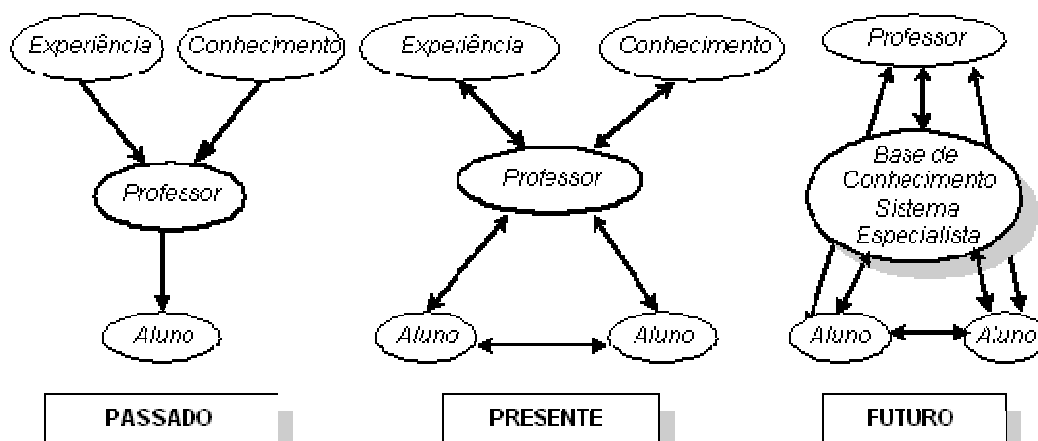 Experiência
Conhecimento
Professor
Aluno
PASSADO
Experiência
Conhecimento
Professor
Aluno
Aluno
PRESENTE
Professor
Base de
Conhecimento
Sistema
Especialista
Aluno
Aluno
FUTURO